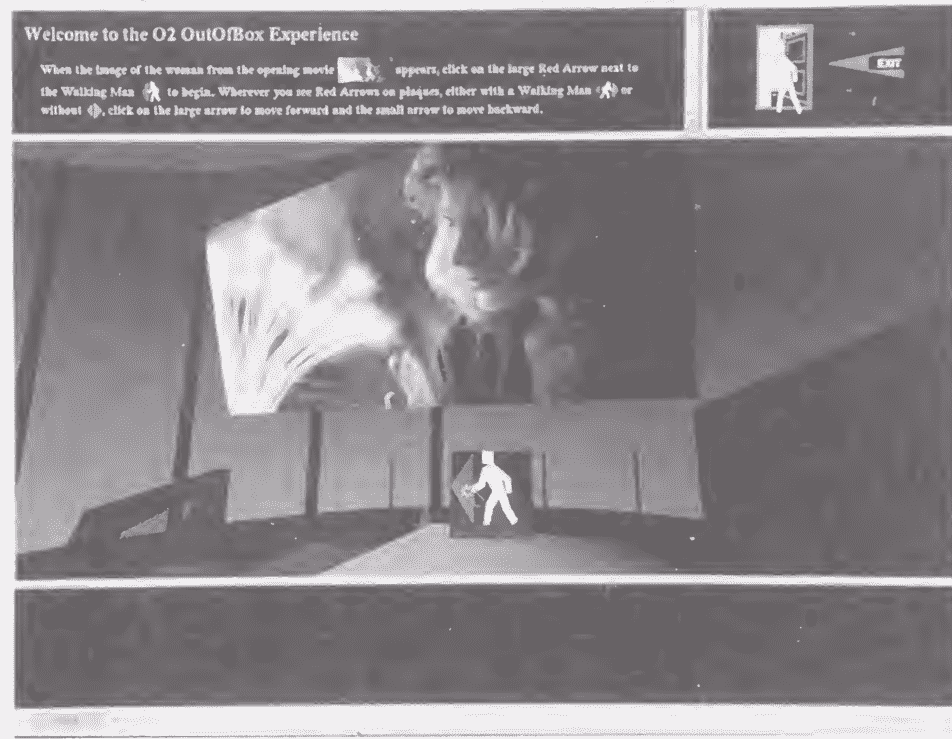 Welcome to the O2 OutOfBox Experience
When the image of the woman from the opening movie appears, click on the large Red Arrow next to
the Walking Man to begin. Wherever you see Red Arrows on plaques, either with a Walking Man or
without , click on the large arrow to move forward and the small arrow to move backward.
EXIT